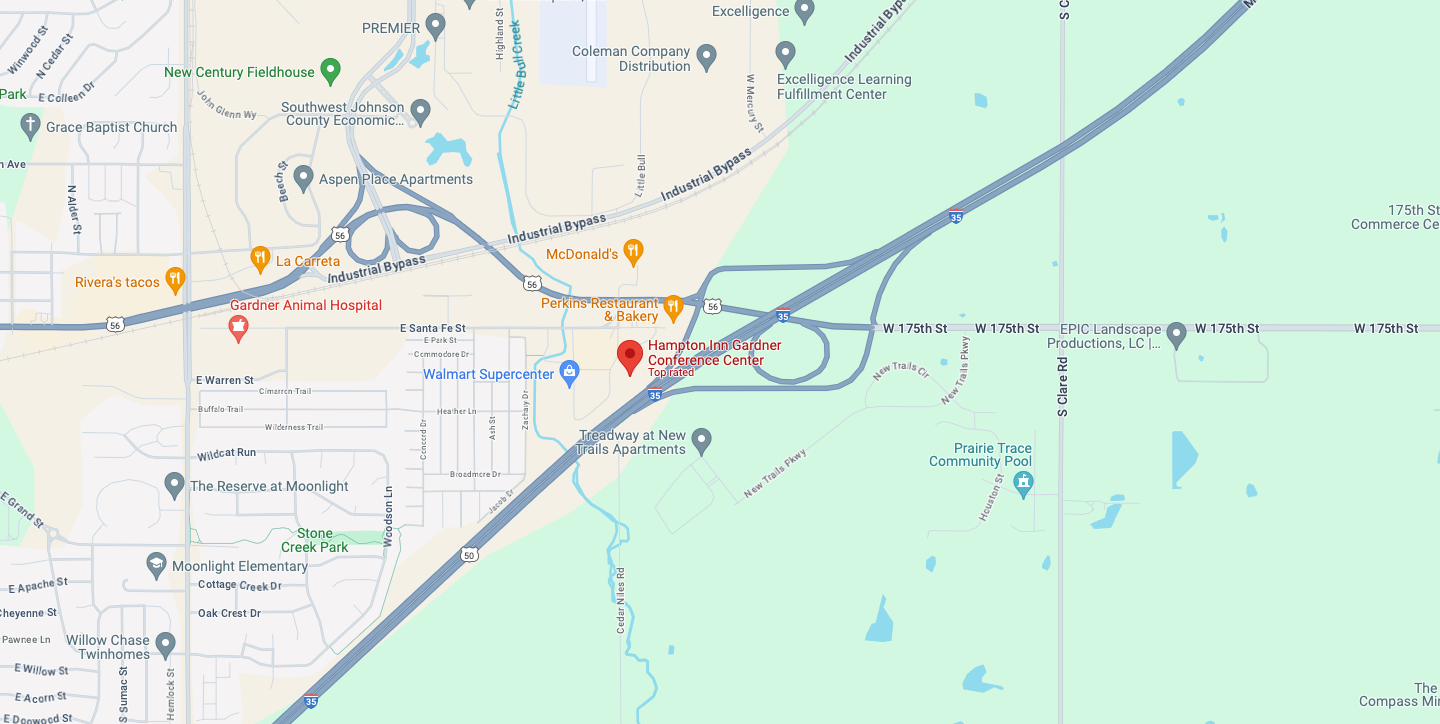 PREMIER
Excelligence
Highland St
Little Bull Creek
Industrial Byp
S C
M
Winwood St
N Cedar St
Coleman Company
Distribution
New Century Fieldhouse
Excelligence Learning
Fulfillment Center
W Mercury St
Park
E Colleen Dr
John Glenn Wy
Southwest Johnson
County Economic...
Grace Baptist Church
n Ave
Beech St
Aspen Place Apartments
Little Bull
Industrial Bypass
N Alder St
175th St
Commerce Ce
35
56
Industrial Bypass
McDonald's
La Carreta
Industrial Bypass
Rivera's tacos
56
Gardner Animal Hospital
Perkins Restaurant
& Bakery
56
35
56
E Santa Fe St
W 175th St
W 175th St
EPIC Landscape
Productions, LC |...
W 175th St
W 175th St
E Park St
Commodore Dr
Hampton Inn Gardner
Conference Center
Top rated
Walmart Supercenter
New Trails Cir
New Trails Pkwy
S Clare Rd
E Warren St
Cimarron Trail
35
Buffalo Trail
Heather Ln
Zachary Dr
Wilderness Trail
Concord Dr
Ash St
Treadway at New
Trails Apartments
Prairie Trace
Community Pool
Wildcat Run
Broadmore Dr
New Trails Pkwy
The Reserve at Moonlight
Jacob Dr
Houston St
E Grand St
Woodson Ln
Stone
Creek Park
50
Moonlight Elementary
E Apache St
Cottage Creek Dr
Cedar Niles Rd
Cheyenne St
Oak Crest Dr
Pawnee Ln
Willow Chase
Twinhomes
E Willow St
S Sumac St
Hemlock St
E Acorn St
35
The
Compass Min
E Dogwood St